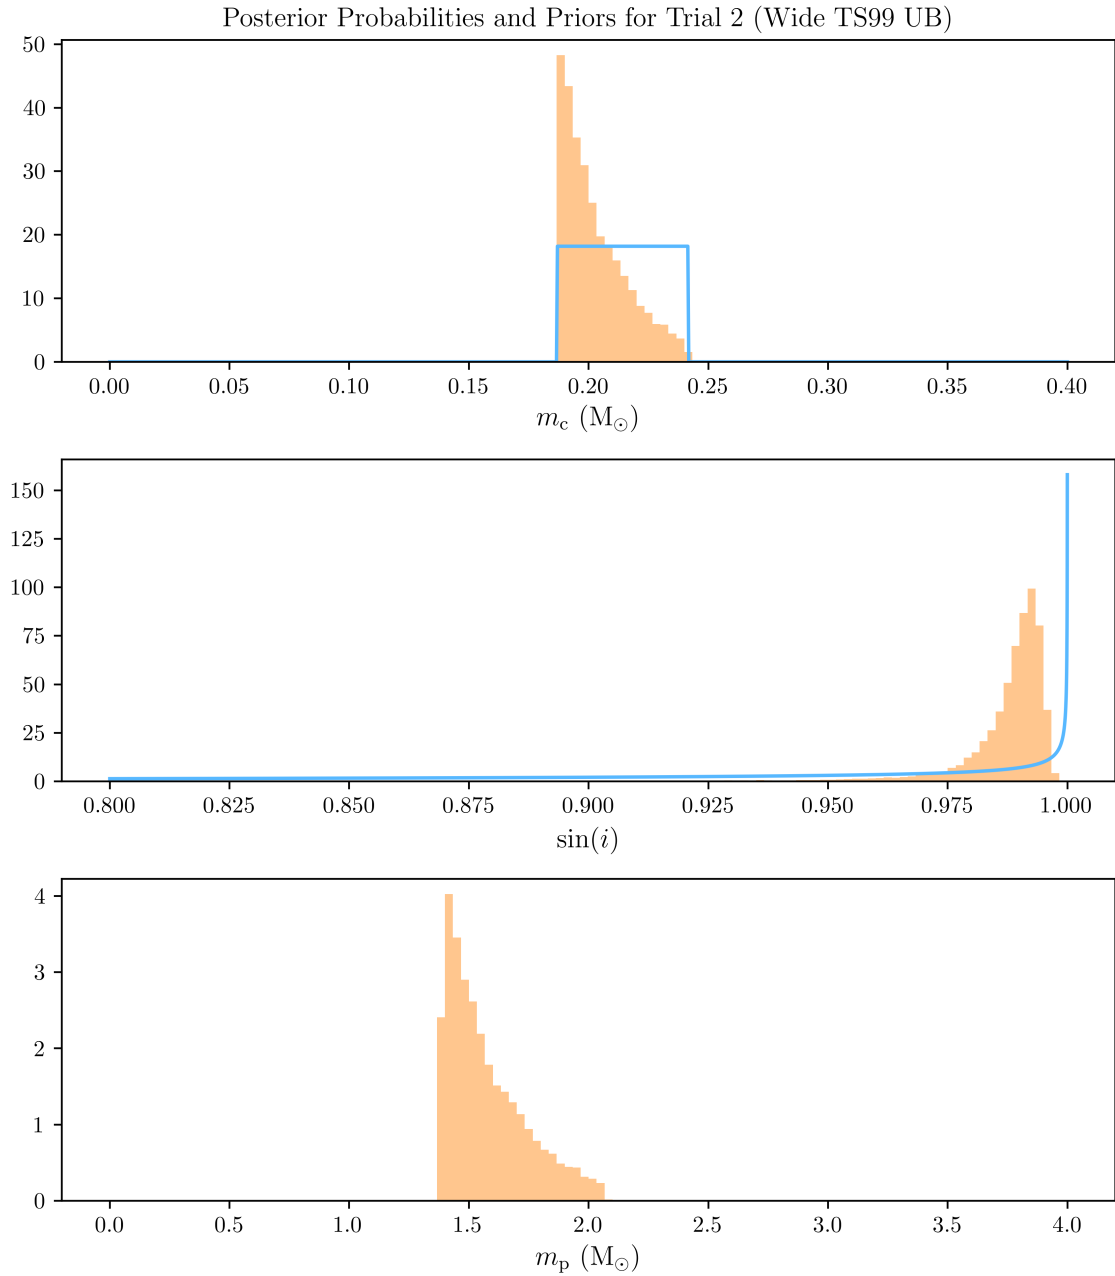 Posterior Probabilities and Priors for Trial 2 (Wide TS99 UB)
50
40
30
20
10
0
0.00 0.05 0.10 0.15 0.20 0.25 0.30 0.35 0.40
m_c (M_⊙)
150
125
100
75
50
25
0
0.800 0.825 0.850 0.875 0.900 0.925 0.950 0.975 1.000
sin(i)
4
3
2
1
0
0.0 0.5 1.0 1.5 2.0 2.5 3.0 3.5 4.0
m_p (M_⊙)